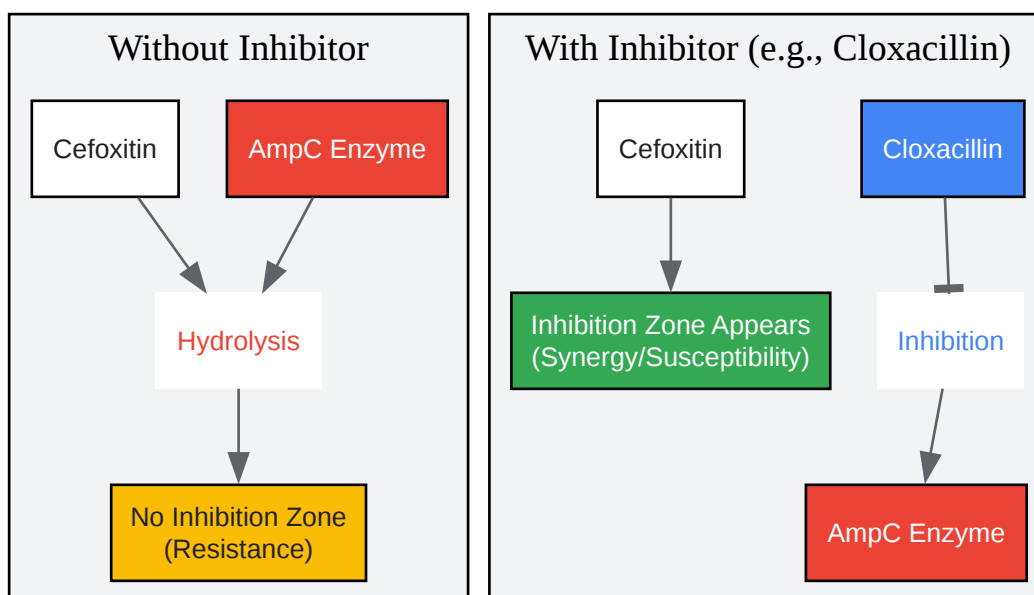 Without Inhibitor
Cefoxitin
AmpC Enzyme
Hydrolysis
No Inhibition Zone
(Resistance)
With Inhibitor (e.g., Cloxacillin)
Cefoxitin
Cloxacillin
Inhibition Zone Appears
(Synergy/Susceptibility)
Inhibition
AmpC Enzyme